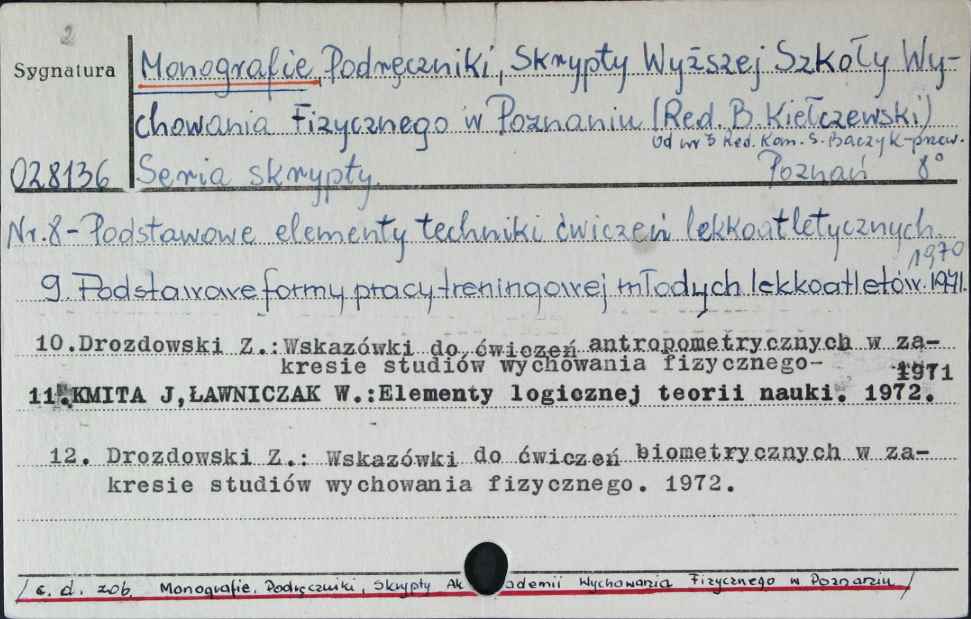 2
Sygnatura
Monografie, Podręczniki, Skrypty Wyższej Szkoły Wy-
chowania Fizycznego w Poznaniu (Red. B. Kiełczewski)
od nr 5 Red. Kom. S. Baczyk-przew.
028136 Seria skrypty. Poznań 8°
Nr. 8 - Podstawowe elementy techniki ćwiczeń lekkoatletycznych.
1970
9. Podstawowe formy pracy treningowej młodych lekkoatletów. 1971.
10. Drozdowski Z.: Wskazówki do ćwiczeń antropometrycznych w za-
kresie studiów wychowania fizycznego- 1971
11. KMITA J, ŁAWNICZAK W.: Elementy logicznej teorii nauki. 1972.
12. Drozdowski Z.: Wskazówki do ćwiczeń biometrycznych w za-
kresie studiów wychowania fizycznego. 1972.
/c. d. zob. Monografie, Podręczniki, Skrypty Akademii Wychowania Fizycznego w Poznaniu/